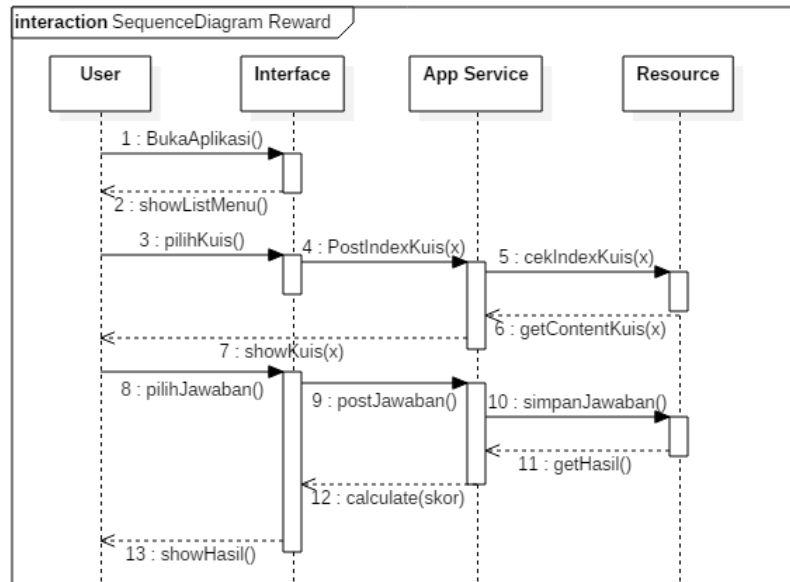 interaction SequenceDiagram Reward
User
Interface
App Service
Resource
1 : BukaAplikasi()
2 : showListMenu()
3 : pilihKuis()
4 : PostIndexKuis(x)
5 : cekIndexKuis(x)
6 : getContentKuis(x)
7 : showKuis(x)
8 : pilihJawaban()
9 : postJawaban()
10 : simpanJawaban()
11 : getHasil()
12 : calculate(skor)
13 : showHasil()